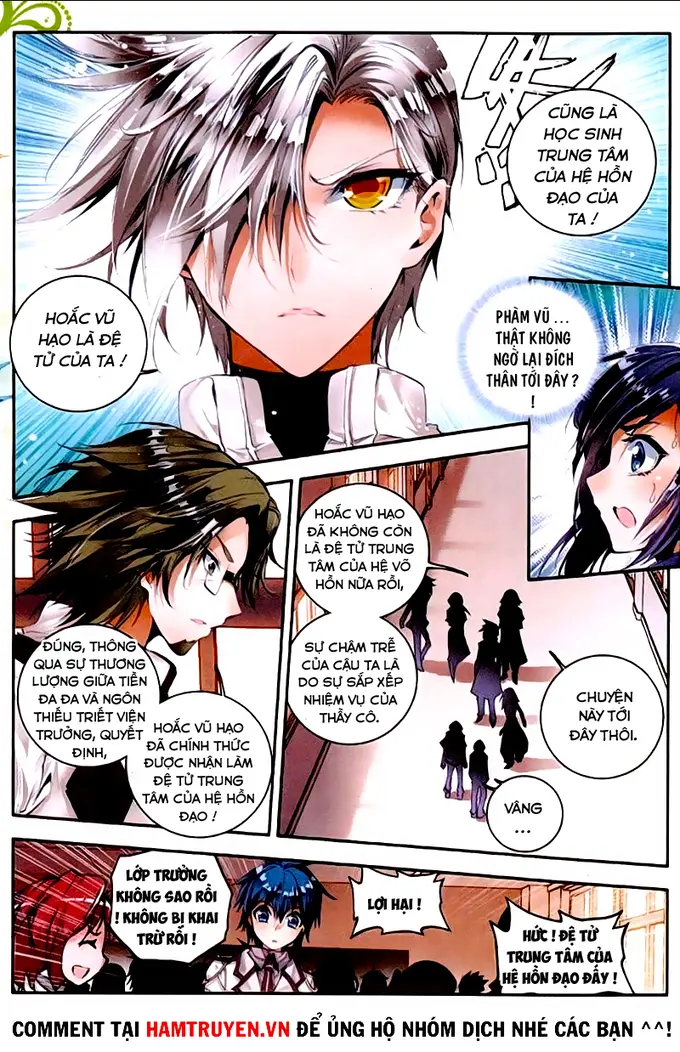 CŨNG LÀ
HỌC SINH
TRUNG TÂM
CỦA HỆ HỒN
ĐẠO CỦA
TA !
HOẮC VŨ
HẠO LÀ ĐỆ
TỬ CỦA TA !
PHÀM VŨ ...
THẬT KHÔNG
NGỜ LẠI ĐÍCH
THÂN TỚI ĐÂY ?
!
ĐÚNG, THÔNG
QUA SỰ THƯƠNG
LƯỢNG GIỮA TIỀN
ĐA ĐA VÀ NGÔN
THIẾU TRIẾT VIỆN
TRƯỞNG, QUYẾT
ĐỊNH,
HOẮC VŨ HẠO
ĐÃ CHÍNH THỨC
ĐƯỢC NHẬN LÀM
ĐỆ TỬ TRUNG
TÂM CỦA HỆ HỒN
ĐẠO !
HOẮC VŨ HẠO
ĐÃ KHÔNG CÒN
LÀ ĐỆ TỬ TRUNG
TÂM CỦA HỆ VÕ
HỒN NỮA RỒI,
SỰ CHẬM TRỄ
CỦA CẬU TA LÀ
DO SỰ SẮP XẾP
NHIỆM VỤ CỦA
THẦY CÔ.
CHUYỆN
NÀY TỚI
ĐÂY THÔI.
VÂNG
...
LỚP TRƯỞNG
KHÔNG SAO RỒI
! KHÔNG BỊ KHAI
TRỪ RỒI !
LỢI HẠI !
HỨC ! ĐỆ TỬ
TRUNG TÂM CỦA
HỆ HỒN ĐẠO ĐẤY !
COMMENT TẠI HAMTRUYEN.VN ĐỂ ỦNG HỘ NHÓM DỊCH NHÉ CÁC BẠN ^^!